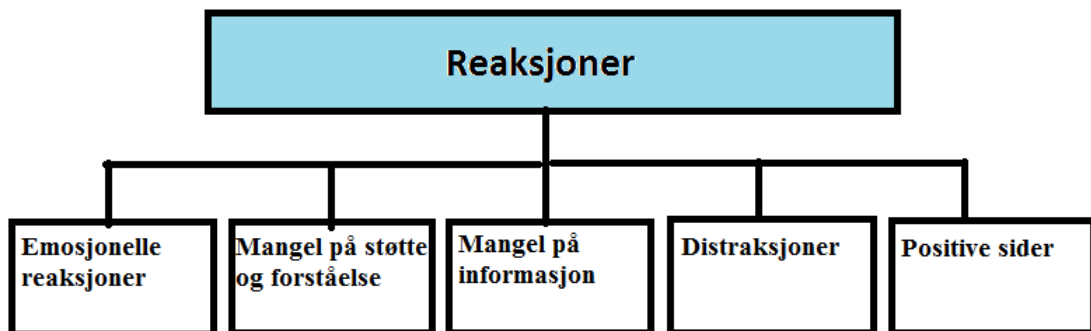 Reaksjoner
Emosjonelle
reaksjoner
Mangel på støtte
og forståelse
Mangel på
informasjon
Distraksjoner
Positive sider